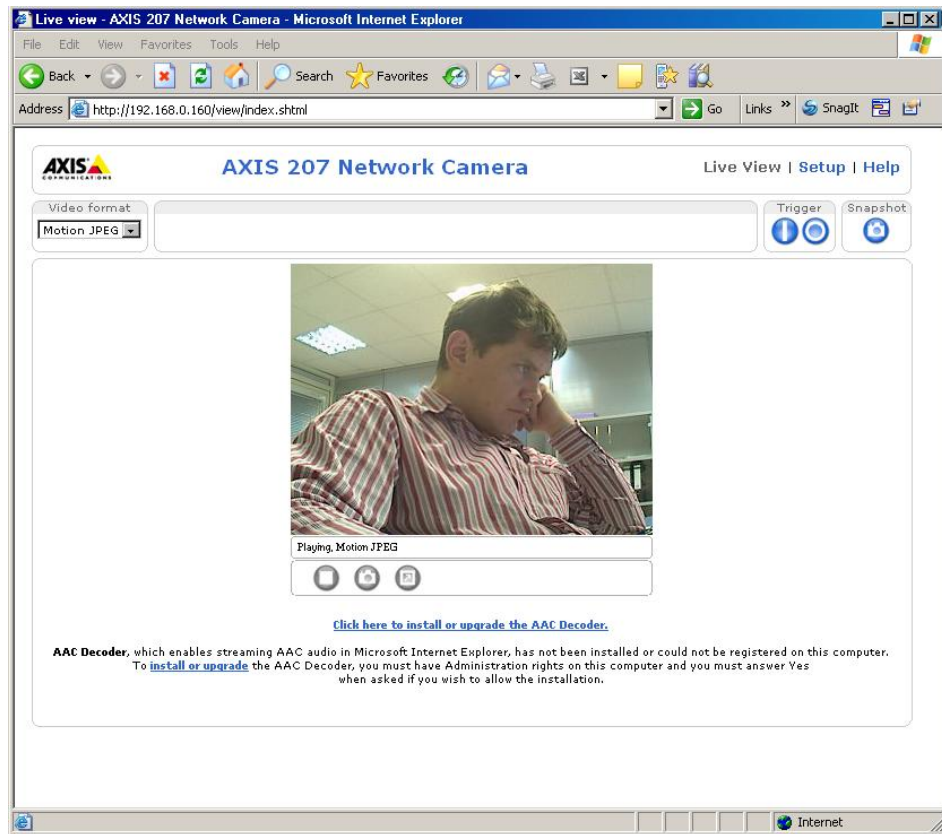 Live view - AXIS 207 Network Camera - Microsoft Internet Explorer
File Edit View Favorites Tools Help
Back Search Favorites
Address http://192.168.0.160/view/index.shtml Go Links » SnagIt
AXIS COMMUNICATIONS
AXIS 207 Network Camera
Live View | Setup | Help
Video format
Motion JPEG
Trigger
Snapshot
Playing, Motion JPEG
Click here to install or upgrade the AAC Decoder.
AAC Decoder, which enables streaming AAC audio in Microsoft Internet Explorer, has not been installed or could not be registered on this computer.
To install or upgrade the AAC Decoder, you must have Administration rights on this computer and you must answer Yes
when asked if you wish to allow the installation.
Internet